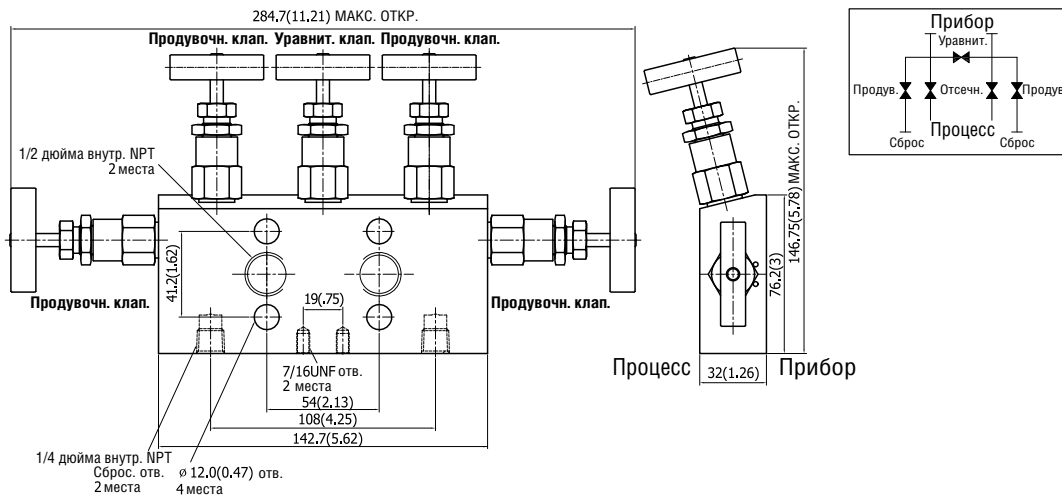 284.7(11.21) МАКС. ОТКР.
Продувочн. клап. Уравнит. клап. Продувочн. клап.
1/2 дюйма внутр. NPT
2 места
41.2(1.62)
19(.75)
Продувочн. клап.
Продувочн. клап.
7/16UNF отв.
2 места
54(2.13)
108(4.25)
142.7(5.62)
1/4 дюйма внутр. NPT
Сброс. отв.
2 места
ø 12.0(0.47) отв.
4 места
146.75(5.78) МАКС. ОТКР.
76.2(3)
Процесс
32(1.26)
Прибор
Прибор
Уравнит.
Продув.
Отсечн.
Продув
Процесс
Сброс
Сброс